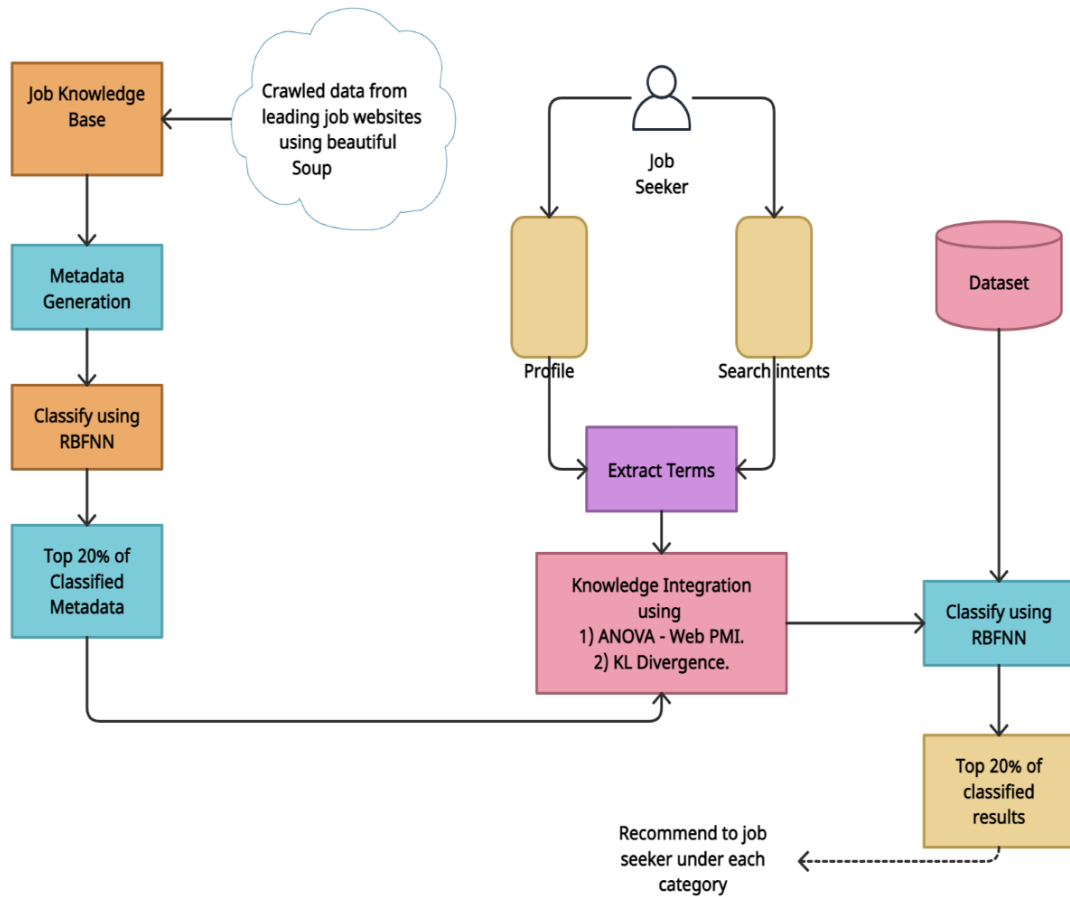 Job Knowledge
Base
Crawled data from
leading job websites
using beautiful
Soup
Job
Seeker
Metadata
Generation
Dataset
Profile
Search intents
Classify using
RBFNN
Extract Terms
Top 20% of
Classified
Metadata
Knowledge Integration
using
1) ANOVA - Web PMI.
2) KL Divergence.
Classify using
RBFNN
Top 20% of
classified
results
Recommend to job
seeker under each
category